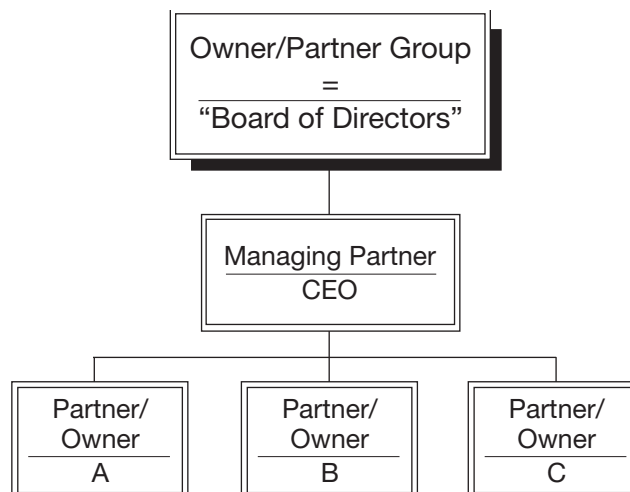 Owner/Partner Group
=
“Board of Directors”
Managing Partner
CEO
Partner/
Owner
A
Partner/
Owner
B
Partner/
Owner
C